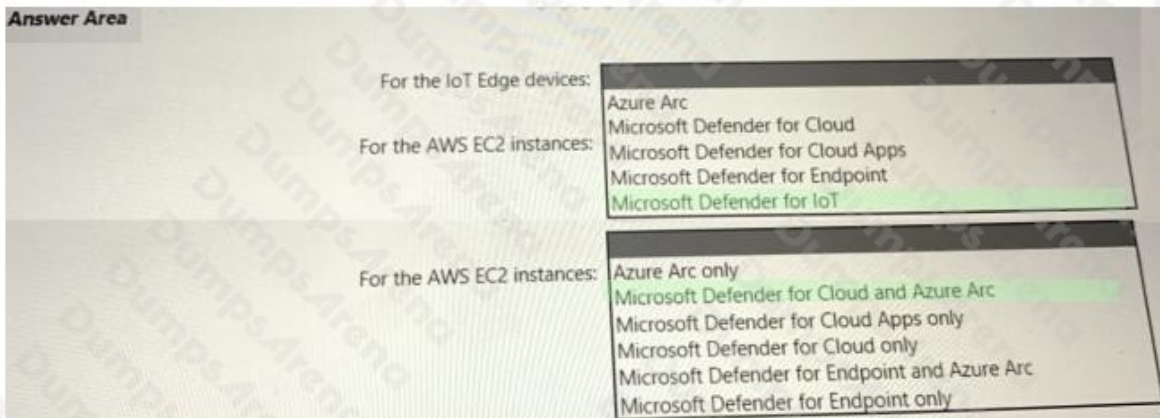 Answer Area
For the IoT Edge devices:
Azure Arc
Microsoft Defender for Cloud
For the AWS EC2 instances:
Microsoft Defender for Cloud Apps
Microsoft Defender for Endpoint
Microsoft Defender for IoT
For the AWS EC2 instances:
Azure Arc only
Microsoft Defender for Cloud and Azure Arc
Microsoft Defender for Cloud Apps only
Microsoft Defender for Cloud only
Microsoft Defender for Endpoint and Azure Arc
Microsoft Defender for Endpoint only
DumpsArena